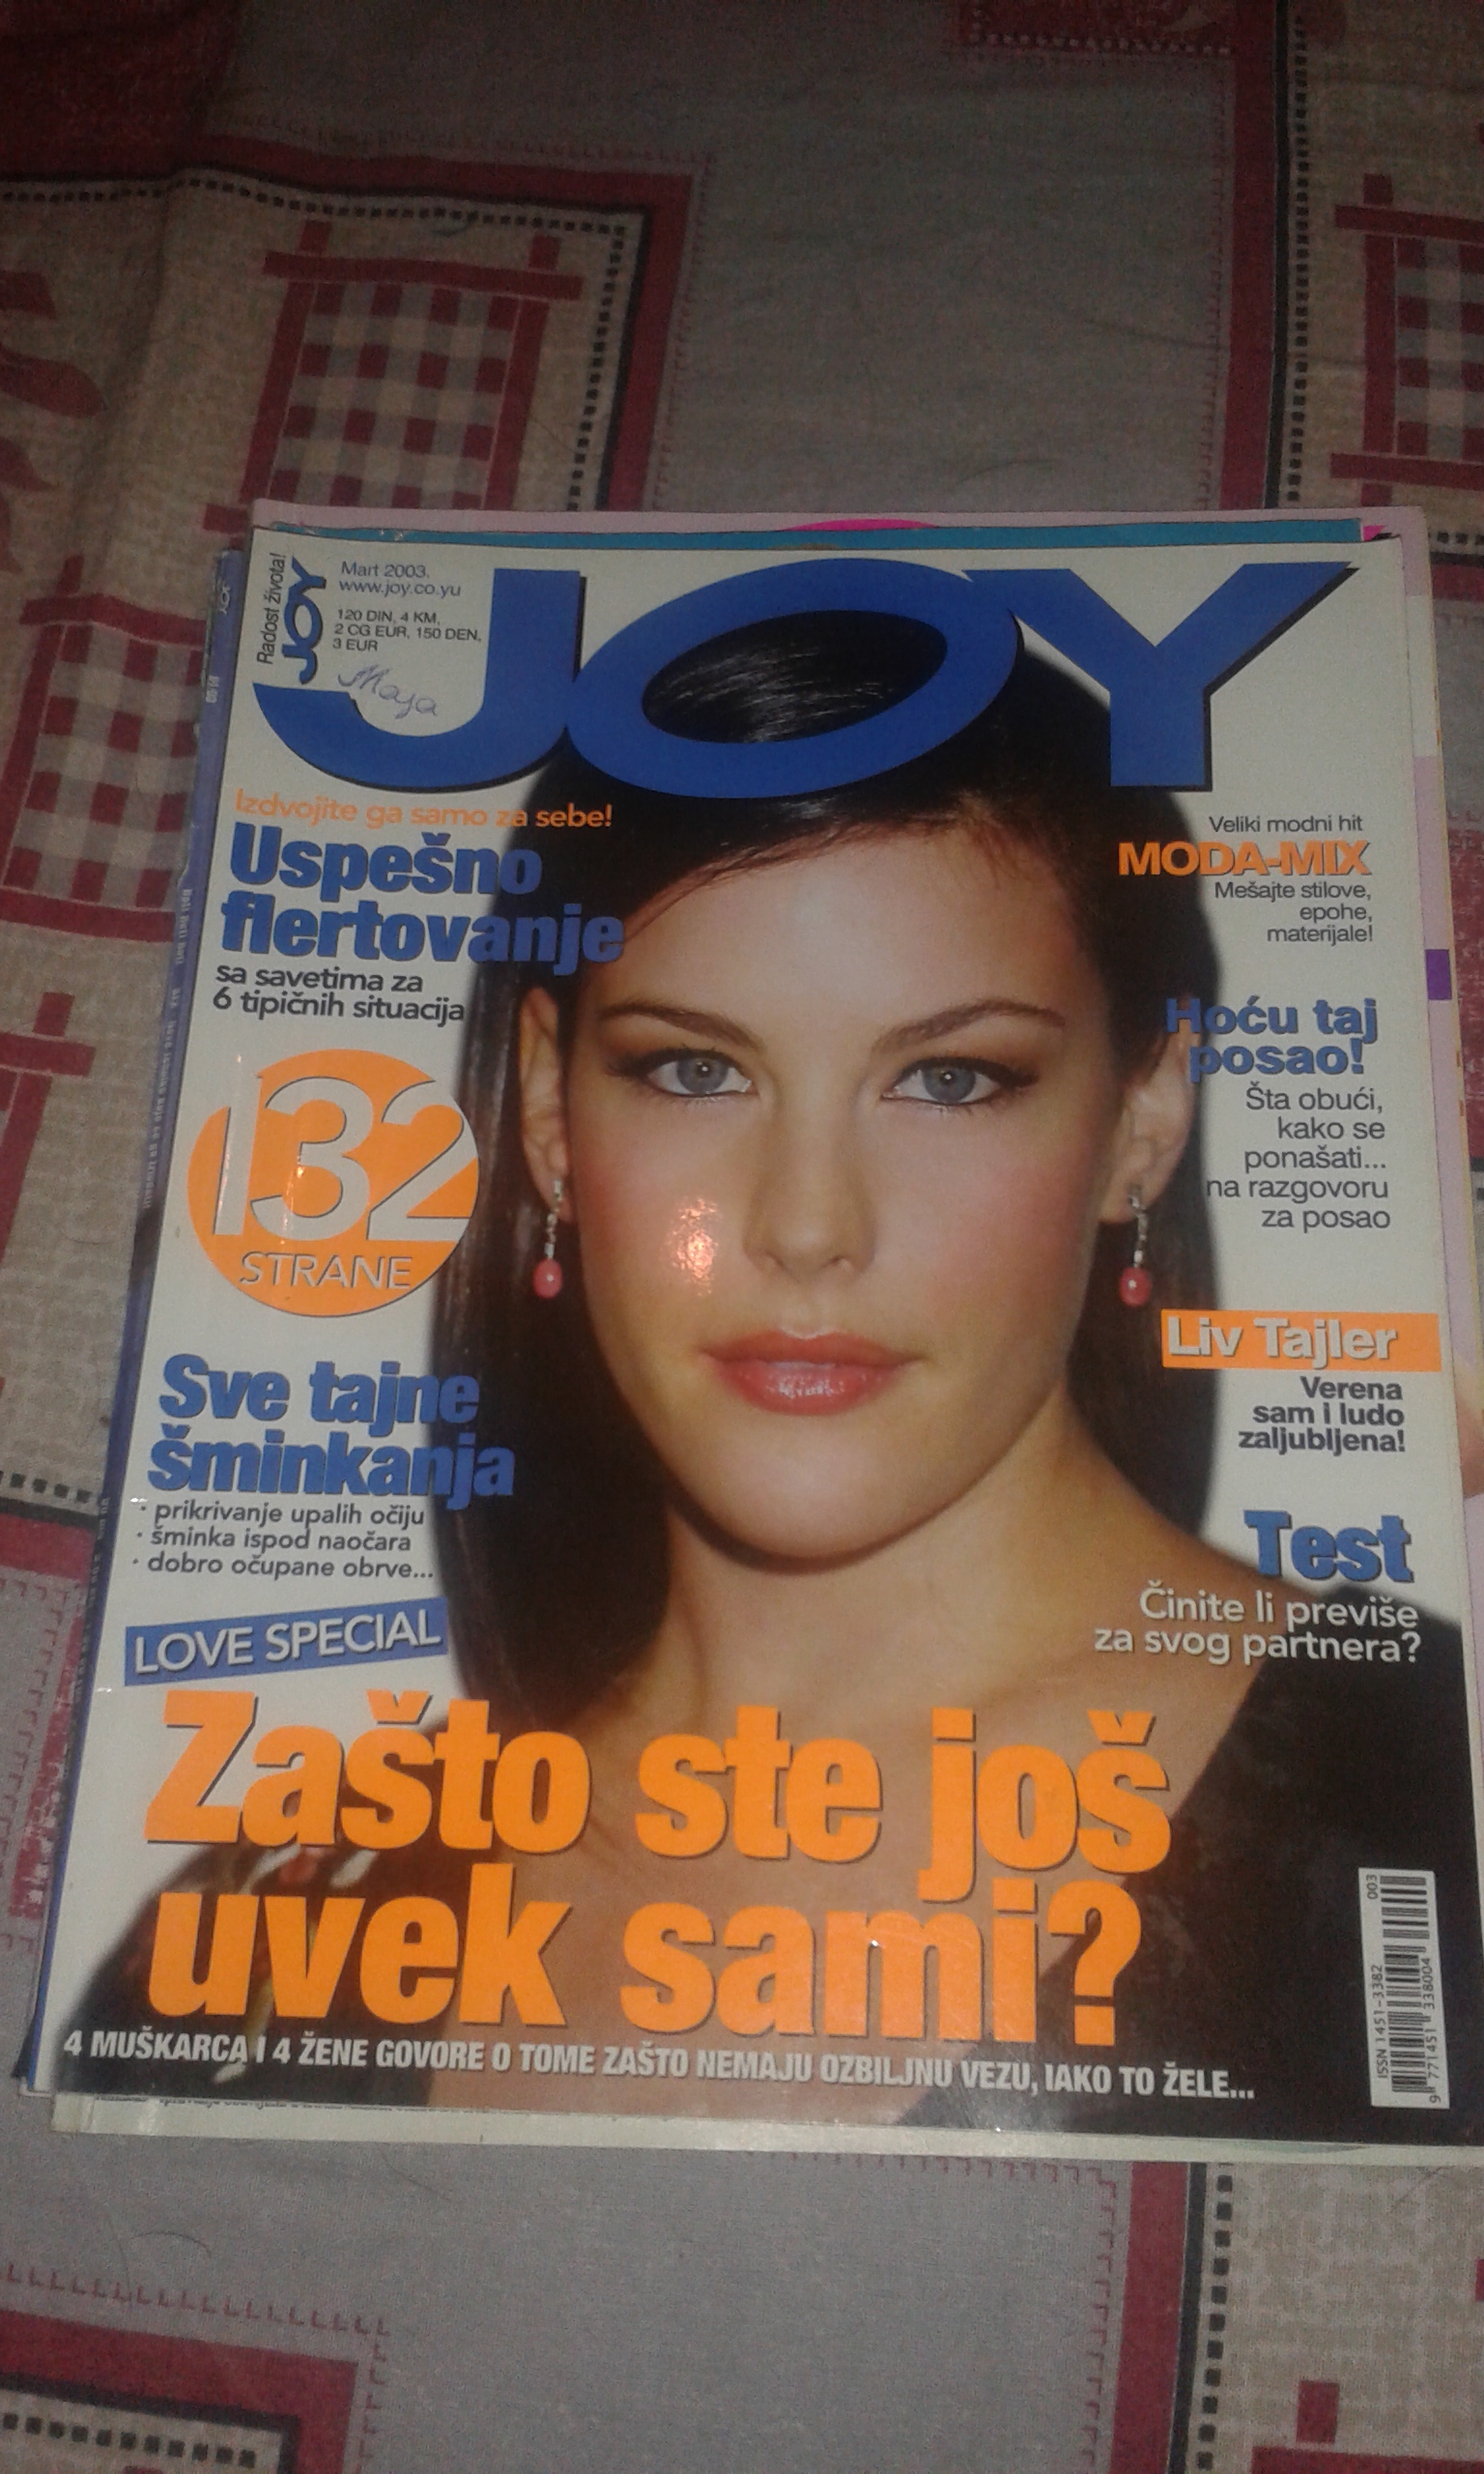 Radost života!
JOY
Mart 2003.
www.joy.co.yu
120 DIN, 4 KM,
2 CG EUR, 150 DEN,
3 EUR
Maja
JOY
Izdvojite ga samo za sebe!
Uspešno
flertovanje
sa savetima za
6 tipičnih situacija
132
STRANE
Sve tajne
šminkanja
· prikrivanje upalih očiju
· šminka ispod naočara
· dobro očupane obrve...
LOVE SPECIAL
Veliki modni hit
MODA-MIX
Mešajte stilove,
epohe,
materijale!
Hoću taj
posao!
Šta obući,
kako se
ponašati...
na razgovoru
za posao
Liv Tajler
Verena
sam i ludo
zaljubljena!
Test
Činite li previše
za svog partnera?
Zašto ste još
uvek sami?
4 MUŠKARCA I 4 ŽENE GOVORE O TOME ZAŠTO NEMAJU OZBILJNU VEZU, IAKO TO ŽELE...
003
ISSN 1451-3382
9 771451 338004